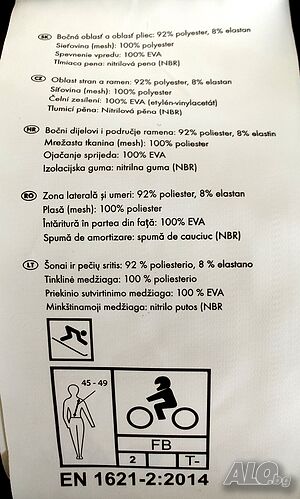 SK Bočná oblasť a oblasť pliec: 92% polyester, 8% elastan
Sieťovina (mesh): 100% polyester
Spevnenie vpredu: 100% EVA
Tlmiaca pena: nitrilová pena (NBR)
CZ Oblast stran a ramen: 92% polyester, 8% elastan
Síťovina (mesh): 100% polyester
Čelní zesílení: 100% EVA (etylén-vinylacetát)
Tlumicí pěna: Nitrilová pěna (NBR)
HR Bočni dijelovi i područje ramena: 92% poliester, 8% elastin
Mrežasta tkanina (mesh): 100% poliester
Ojačanje sprijeda: 100% EVA
Izolacijska guma: nitrilna guma (NBR)
RO Zona laterală și umeri: 92% poliester, 8% elastan
Plasă (mesh): 100% poliester
Întăritură în partea din față: 100% EVA
Spumă de amortizare: spumă de cauciuc (NBR)
LT Šonai ir pečių sritis: 92 % poliesterio, 8 % elastano
Tinklinė medžiaga: 100 % poliesterio
Priekinio sutvirtinimo medžiaga: 100 % EVA
Minkštinamoji medžiaga: nitrilo putos (NBR
45 - 49
FB
2 T-
EN 1621-2:2014
ALO.bg